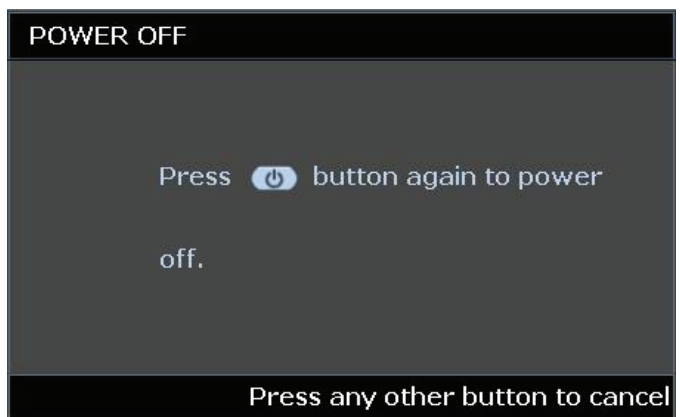 POWER OFF
Press button again to power
off.
Press any other button to cancel